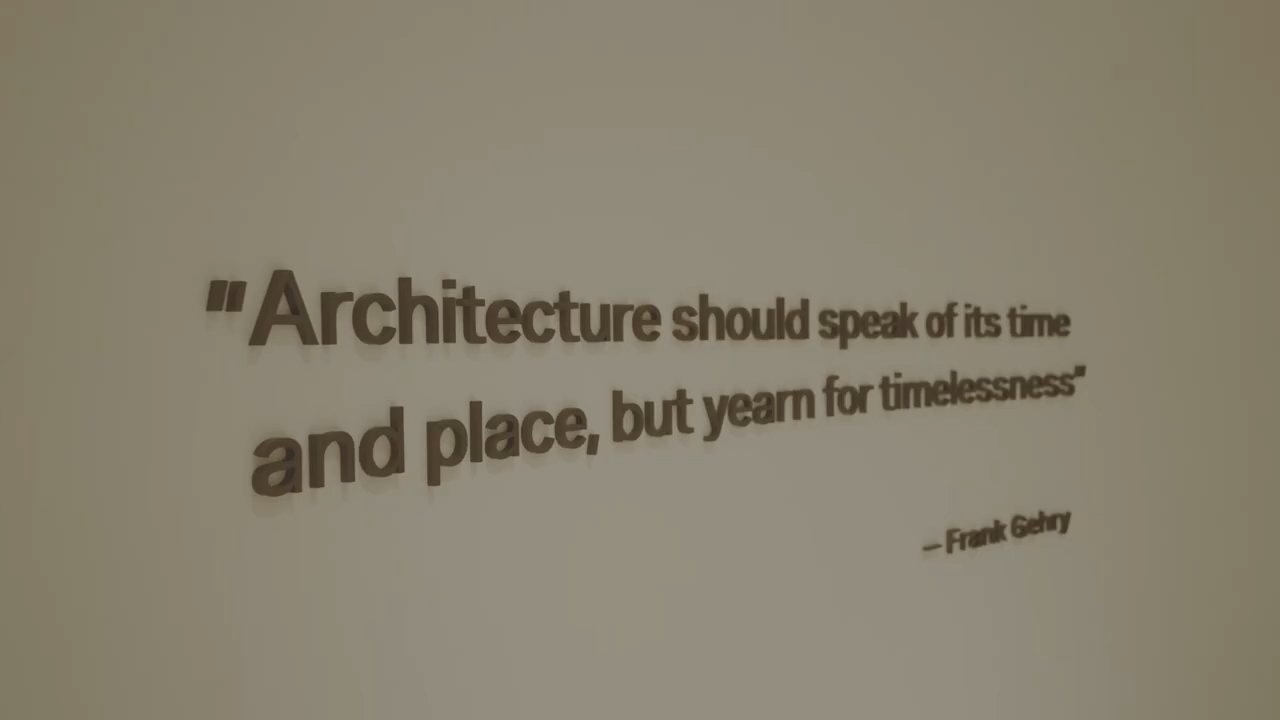 "Architecture should speak of its time
and place, but yearn for timelessness"
– Frank Gehry